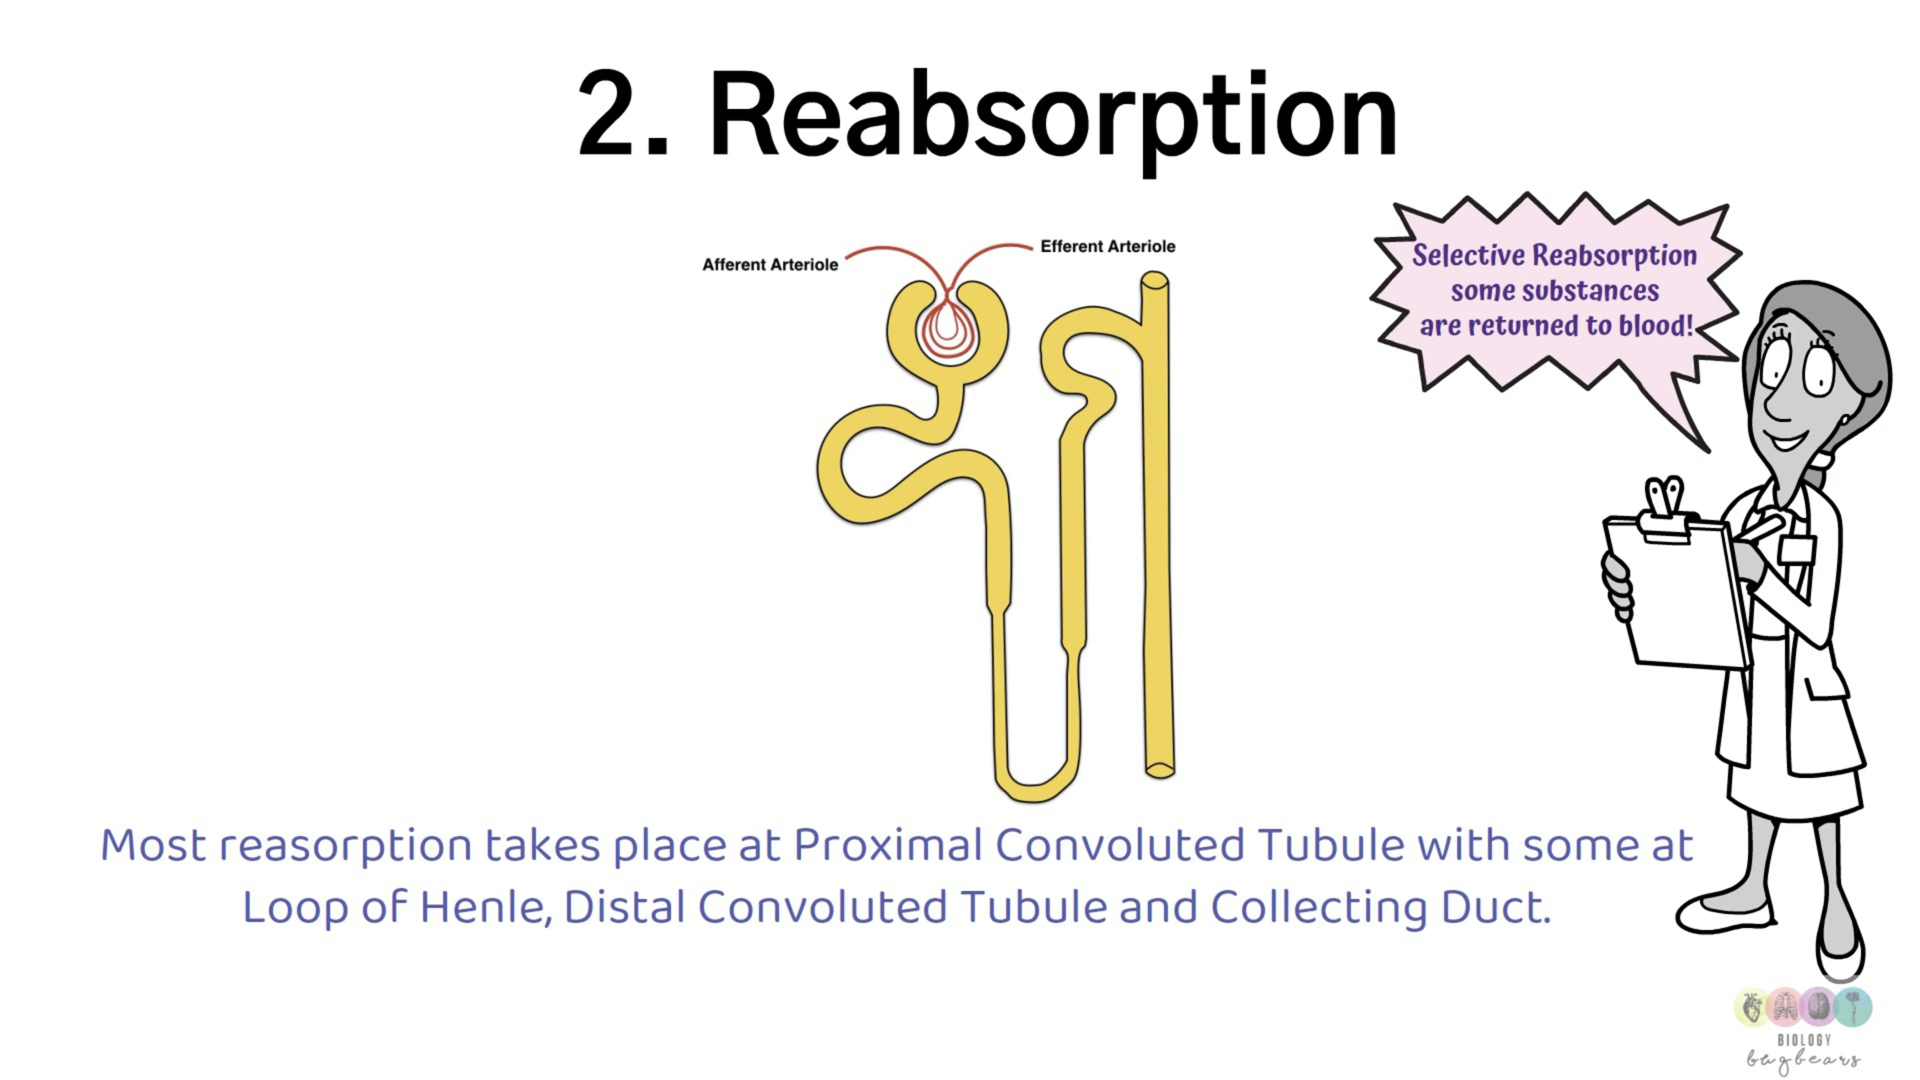 2. Reabsorption
Afferent Arteriole
Efferent Arteriole
Selective Reabsorption
some substances
are returned to blood!
Most reasorption takes place at Proximal Convoluted Tubule with some at
Loop of Henle, Distal Convoluted Tubule and Collecting Duct.
BIOLOGY
bugbears